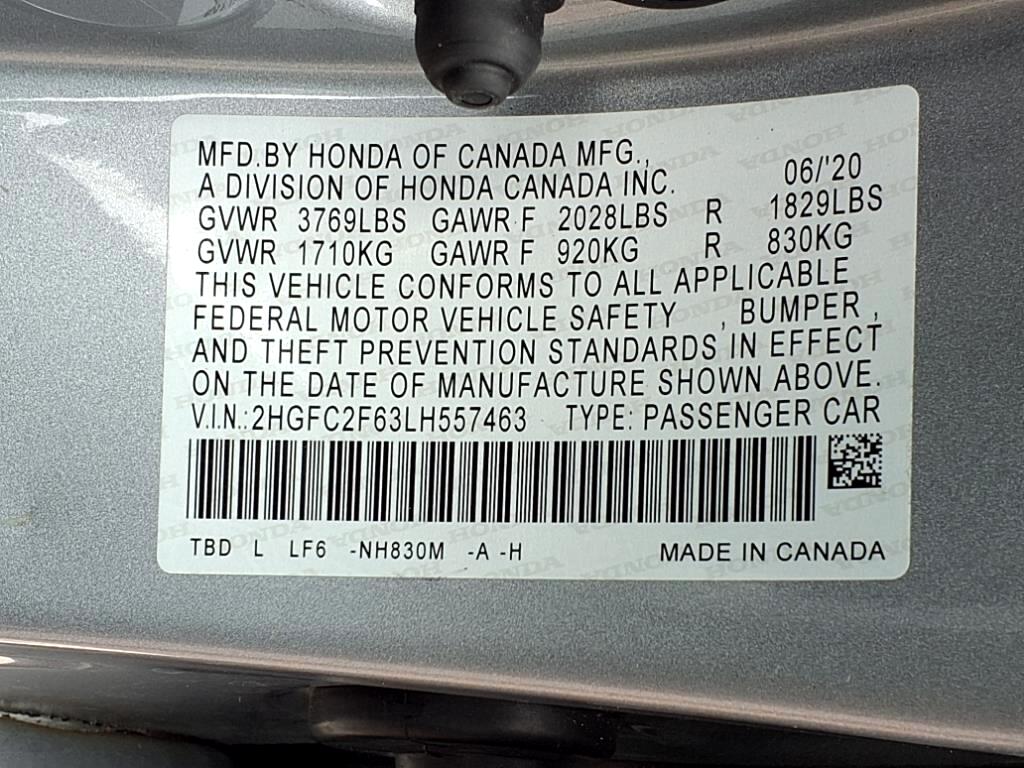 MFD.BY HONDA OF CANADA MFG., 06/'20
A DIVISION OF HONDA CANADA INC.
GVWR 3769LBS GAWR F 2028LBS R 1829LBS
GVWR 1710KG GAWR F 920KG R 830KG
THIS VEHICLE CONFORMS TO ALL APPLICABLE
FEDERAL MOTOR VEHICLE SAFETY , BUMPER ,
AND THEFT PREVENTION STANDARDS IN EFFECT
ON THE DATE OF MANUFACTURE SHOWN ABOVE.
V.I.N.:2HGFC2F63LH557463 TYPE: PASSENGER CAR
TBD L LF6 -NH830M -A -H MADE IN CANADA